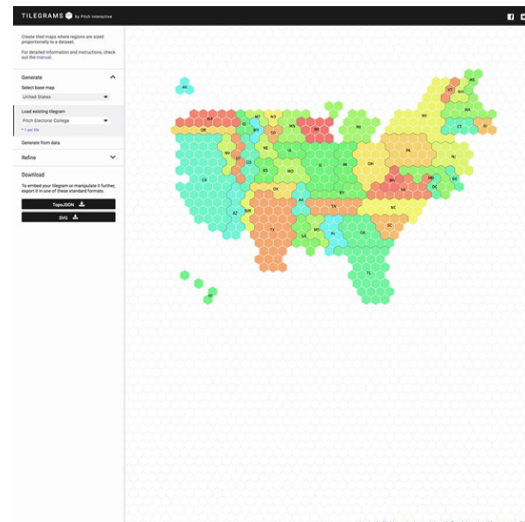 TILEGRAMS by Pitch Interactive
Create tiled maps where regions are sized
proportionally to a dataset.
For detailed information and instructions, check
out the manual.
Generate
Select base map
United States
Load existing tilegram
Pitch Electoral College
Generate from data
Refine
Download
To embed your tilegram or manipulate it further,
export it in one of these standard formats.
TopoJSON
SVG
AK
ME
VT
NH
WA
MT
ND
NY
MA
OR
ID
WY
SD
MN
WI
MI
CT
RI
NV
UT
CO
NE
IA
PA
NJ
CA
KS
MO
IL
IN
OH
WV
VA
MD
DC
DE
KY
OK
AR
TN
NC
AZ
NM
TX
LA
MS
AL
GA
SC
FL
HI